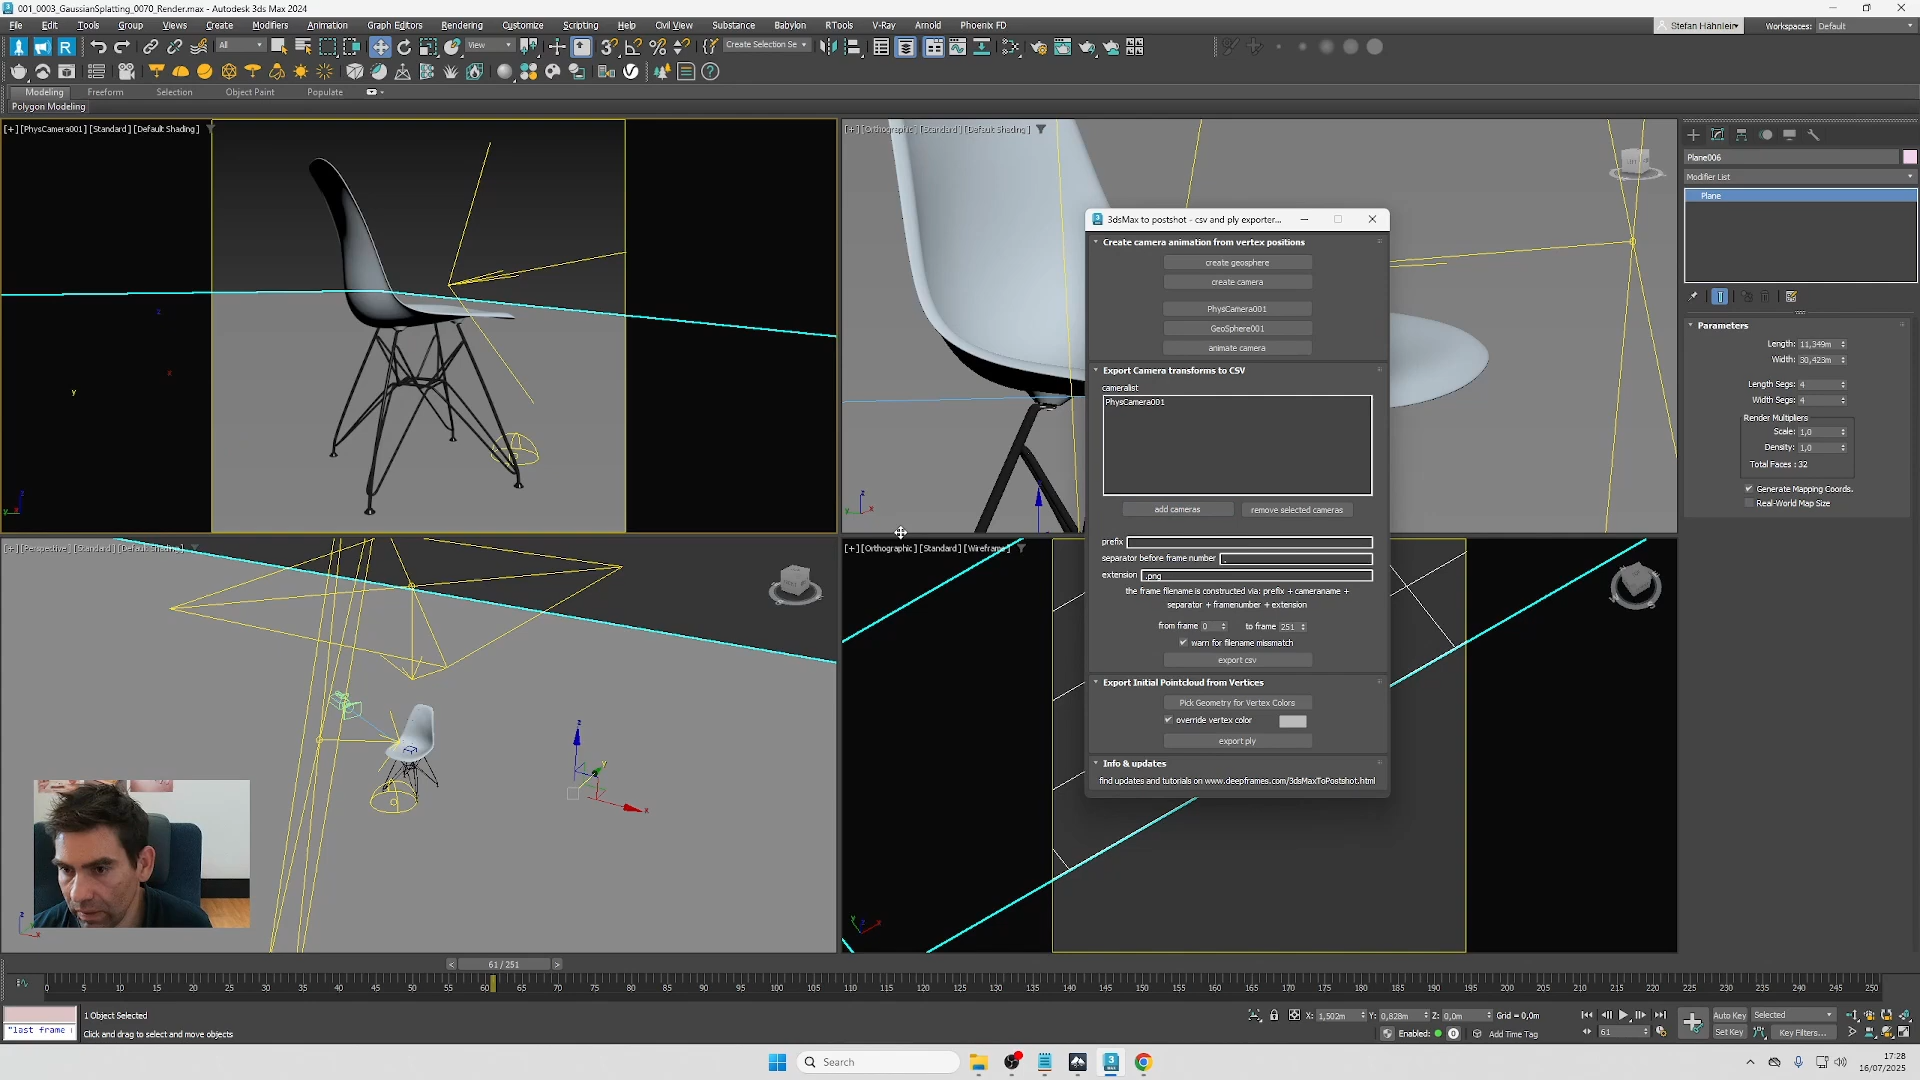 001_0003_GaussianSplatting_0070_Render.max - Autodesk 3ds Max 2024
File Edit Tools Group Views Create Modifiers Animation Graph Editors Rendering Customize Scripting Help Civil View Substance Babylon RTools V-Ray Arnold Phoenix FD
Stefan Hähnlein
Workspaces: Default
All
View
Create Selection Se
Modeling Freeform Selection Object Paint Populate
Polygon Modeling
[+] [PhysCamera001] [Standard] [Default Shading]
[+] [Orthographic] [Standard] [Default Shading]
Plane006
Modifier List
Plane
Parameters
Length: 11,349m
Width: 30,423m
Length Segs: 4
Width Segs: 4
Render Multipliers
Scale: 1,0
Density: 1,0
Total Faces : 32
Generate Mapping Coords.
Real-World Map Size
3dsMax to postshot - csv and ply exporter...
Create camera animation from vertex positions
create geosphere
create camera
PhysCamera001
GeoSphere001
animate camera
Export Camera transforms to CSV
cameralist
PhysCamera001
add cameras
remove selected cameras
prefix
separator before frame number .
extension .png
the frame filename is constructed via: prefix + cameraname +
separator + framenumber + extension
from frame 0 to frame 251
warn for filename missmatch
export csv
Export Initial Pointcloud from Vertices
Pick Geometry for Vertex Colors
override vertex color
export ply
Info & updates
find updates and tutorials on www.deepframes.com/3dsMaxToPostshot.html
[+] [Perspective] [Standard] [Default Shading]
[+] [Orthographic] [Standard] [Wireframe]
< 61 / 251 >
0 5 10 15 20 25 30 35 40 45 50 55 60 65 70 75 80 85 90 95 100 105 110 115 120 125 130 135 140 145 150 155 160 165 170 175 180 185 190 195 200 205 210 215 220 225 230 235 240 245 250
"last frame
1 Object Selected
Click and drag to select and move objects
X: 1,502m Y: 0,828m Z: 0,0m Grid = 0,0m
Enabled: 0 Add Time Tag
61
Auto Key Selected
Set Key Key Filters...
Search
17:28
16/07/2025